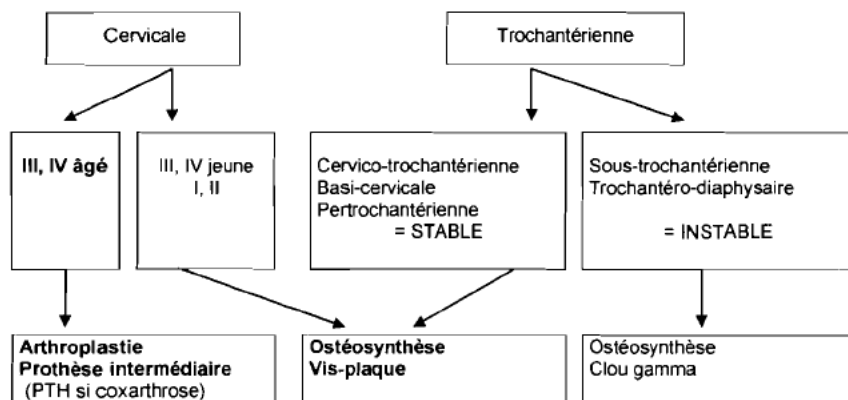 Cervicale
Trochantérienne
III, IV âgé
III, IV jeune
I, II
Cervico-trochantérienne
Basi-cervicale
Pertrochantérienne
= STABLE
Sous-trochantérienne
Trochantéro-diaphysaire
= INSTABLE
Arthroplastie
Prothèse intermédiaire
(PTH si coxarthrose)
Ostéosynthèse
Vis-plaque
Ostéosynthèse
Clou gamma